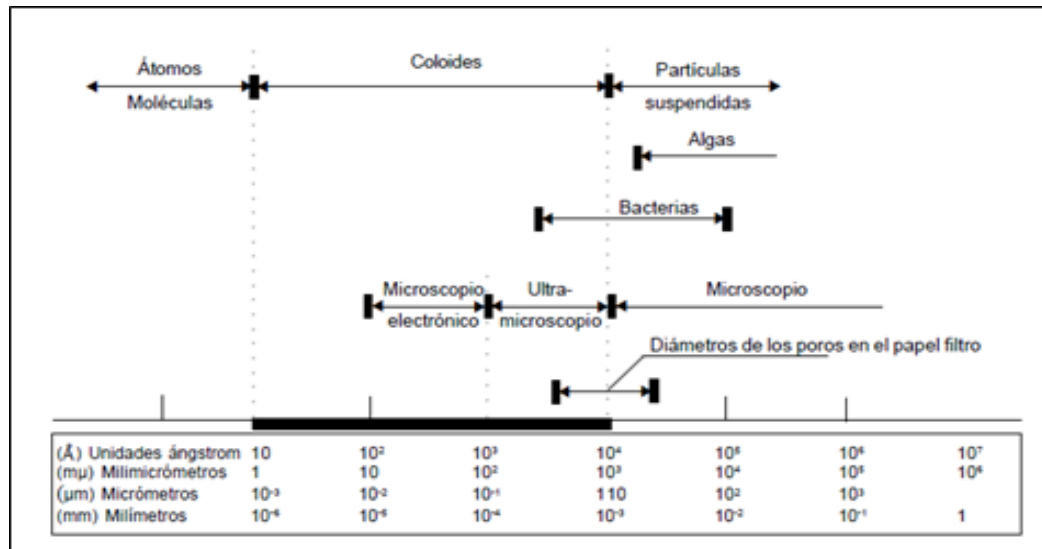 Átomos
Moléculas
Coloides
Partículas
suspendidas
Algas
Bacterias
Microscopio
electrónico
Ultra-
microscopio
Microscopio
Diámetros de los poros en el papel filtro
(Å) Unidades ángstrom 10 10² 10³ 10⁴ 10⁵ 10⁶ 10⁷
(mμ) Milimicrómetros 1 10 10² 10³ 10⁴ 10⁵ 10⁶
(μm) Micrómetros 10⁻³ 10⁻² 10⁻¹ 1 10 10² 10³
(mm) Milímetros 10⁻⁶ 10⁻⁵ 10⁻⁴ 10⁻³ 10⁻² 10⁻¹ 1